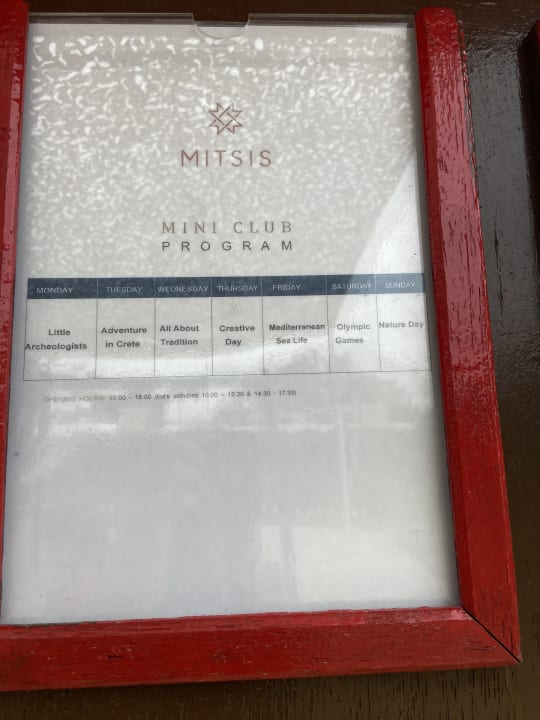 MITSIS
MINI CLUB
PROGRAM
MONDAY TUESDAY WEDNESDAY THURSDAY FRIDAY SATURDAY SUNDAY
Little Archeologists
Adventure in Crete
All About Tradition
Creative Day
Mediterranean Sea Life
Olympic Games
Nature Day
OPENING HOURS: 10:00 – 18:00 (kid's activities 10:00 – 12:30 & 14:30 – 17:30)